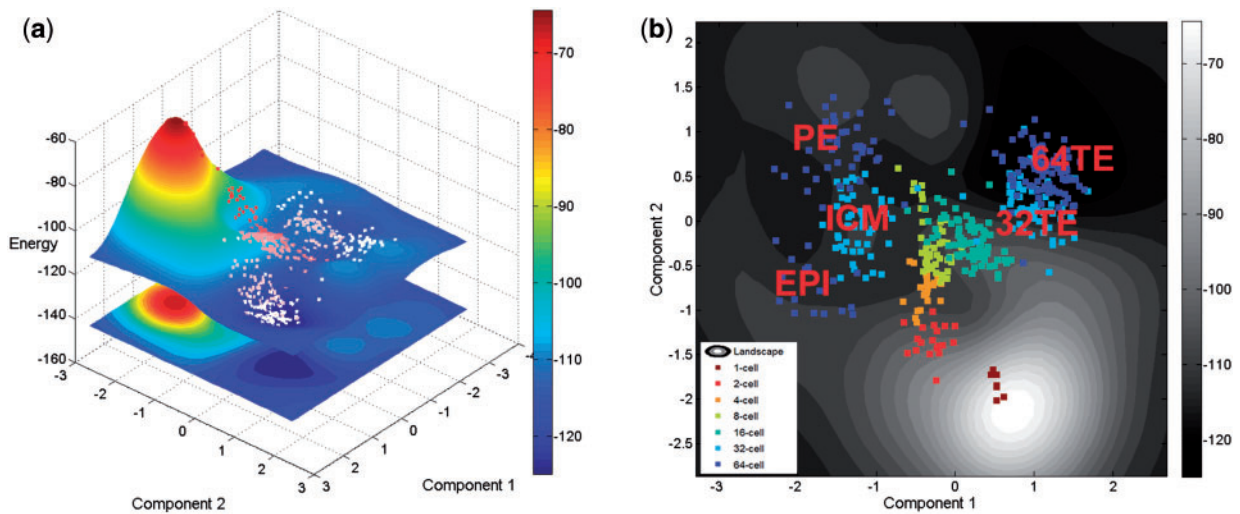 (a)
-60
-80
-100
Energy
-120
-140
-160
-3
-2
-1
0
1
2
3
Component 2
3
2
1
0
-1
-2
-3
Component 1
-70
-80
-90
-100
-110
-120
(b)
2
1.5
1
0.5
0
-0.5
-1
-1.5
-2
-2.5
Component 2
-3
-2
-1
0
1
2
Component 1
PE
ICM
EPI
64TE
32TE
Landscape
1-cell
2-cell
4-cell
8-cell
16-cell
32-cell
64-cell
-70
-80
-90
-100
-110
-120